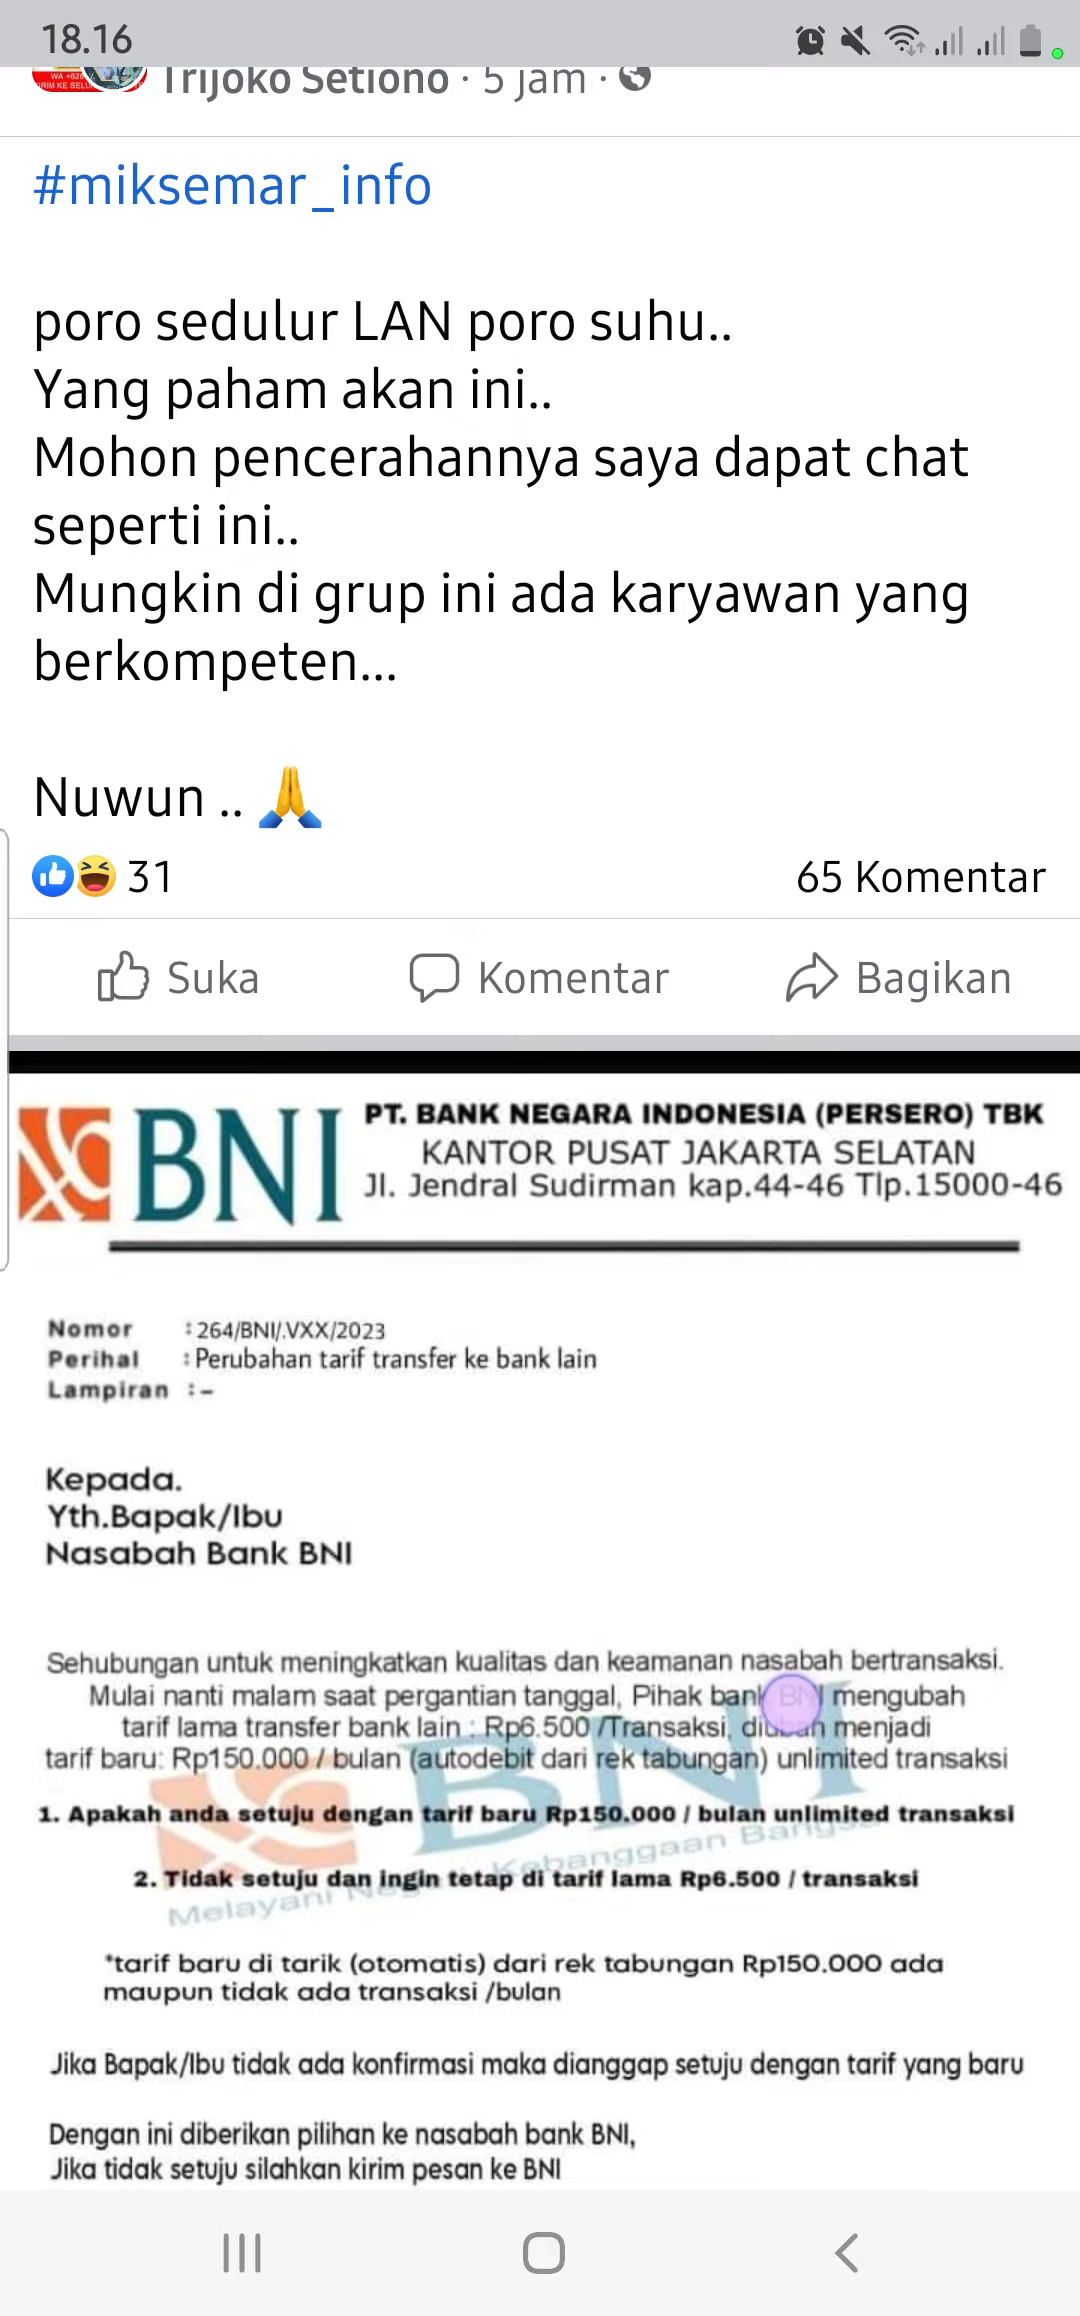 18.16
WA +628
Trijoko Setiono · 5 jam ·
#miksemar_info
poro sedulur LAN poro suhu..
Yang paham akan ini..
Mohon pencerahannya saya dapat chat
seperti ini..
Mungkin di grup ini ada karyawan yang
berkompeten...
Nuwun .. 🙏
31
65 Komentar
Suka
Komentar
Bagikan
BNI
PT. BANK NEGARA INDONESIA (PERSERO) TBK
KANTOR PUSAT JAKARTA SELATAN
Jl. Jendral Sudirman kap.44-46 Tlp.15000-46
Nomor : 264/BNI/.VXX/2023
Perihal : Perubahan tarif transfer ke bank lain
Lampiran : -
Kepada.
Yth.Bapak/Ibu
Nasabah Bank BNI
Sehubungan untuk meningkatkan kualitas dan keamanan nasabah bertransaksi.
Mulai nanti malam saat pergantian tanggal, Pihak bank BNI mengubah
tarif lama transfer bank lain : Rp6.500 /Transaksi, diubah menjadi
tarif baru: Rp150.000 / bulan (autodebit dari rek tabungan) unlimited transaksi
BNI
1. Apakah anda setuju dengan tarif baru Rp150.000 / bulan unlimited transaksi
2. Tidak setuju dan ingin tetap di tarif lama Rp6.500 / transaksi
Melayani Kebanggaan Bangsa
*tarif baru di tarik (otomatis) dari rek tabungan Rp150.000 ada
maupun tidak ada transaksi /bulan
Jika Bapak/Ibu tidak ada konfirmasi maka dianggap setuju dengan tarif yang baru
Dengan ini diberikan pilihan ke nasabah bank BNI,
Jika tidak setuju silahkan kirim pesan ke BNI